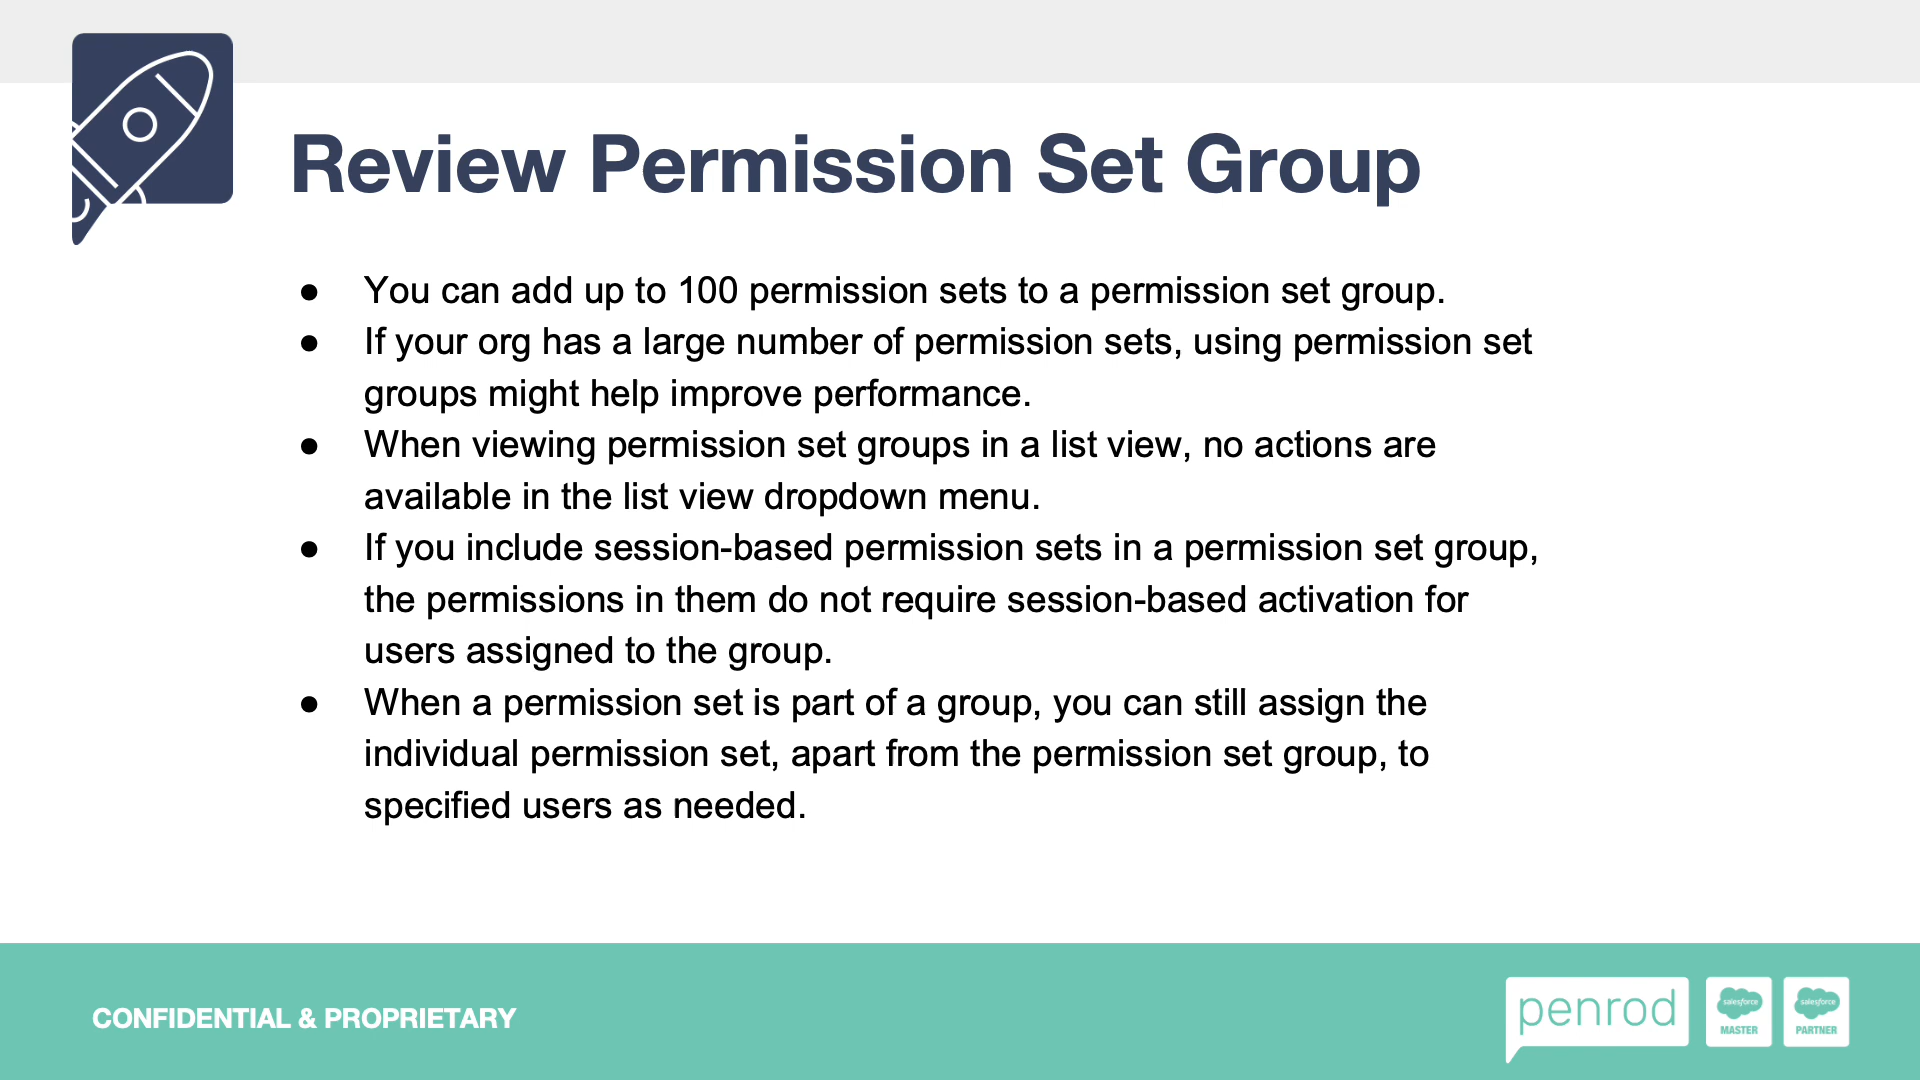 Review Permission Set Group
● You can add up to 100 permission sets to a permission set group.
● If your org has a large number of permission sets, using permission set
groups might help improve performance.
● When viewing permission set groups in a list view, no actions are
available in the list view dropdown menu.
● If you include session-based permission sets in a permission set group,
the permissions in them do not require session-based activation for
users assigned to the group.
● When a permission set is part of a group, you can still assign the
individual permission set, apart from the permission set group, to
specified users as needed.
CONFIDENTIAL & PROPRIETARY
penrod
salesforce
MASTER
salesforce
PARTNER